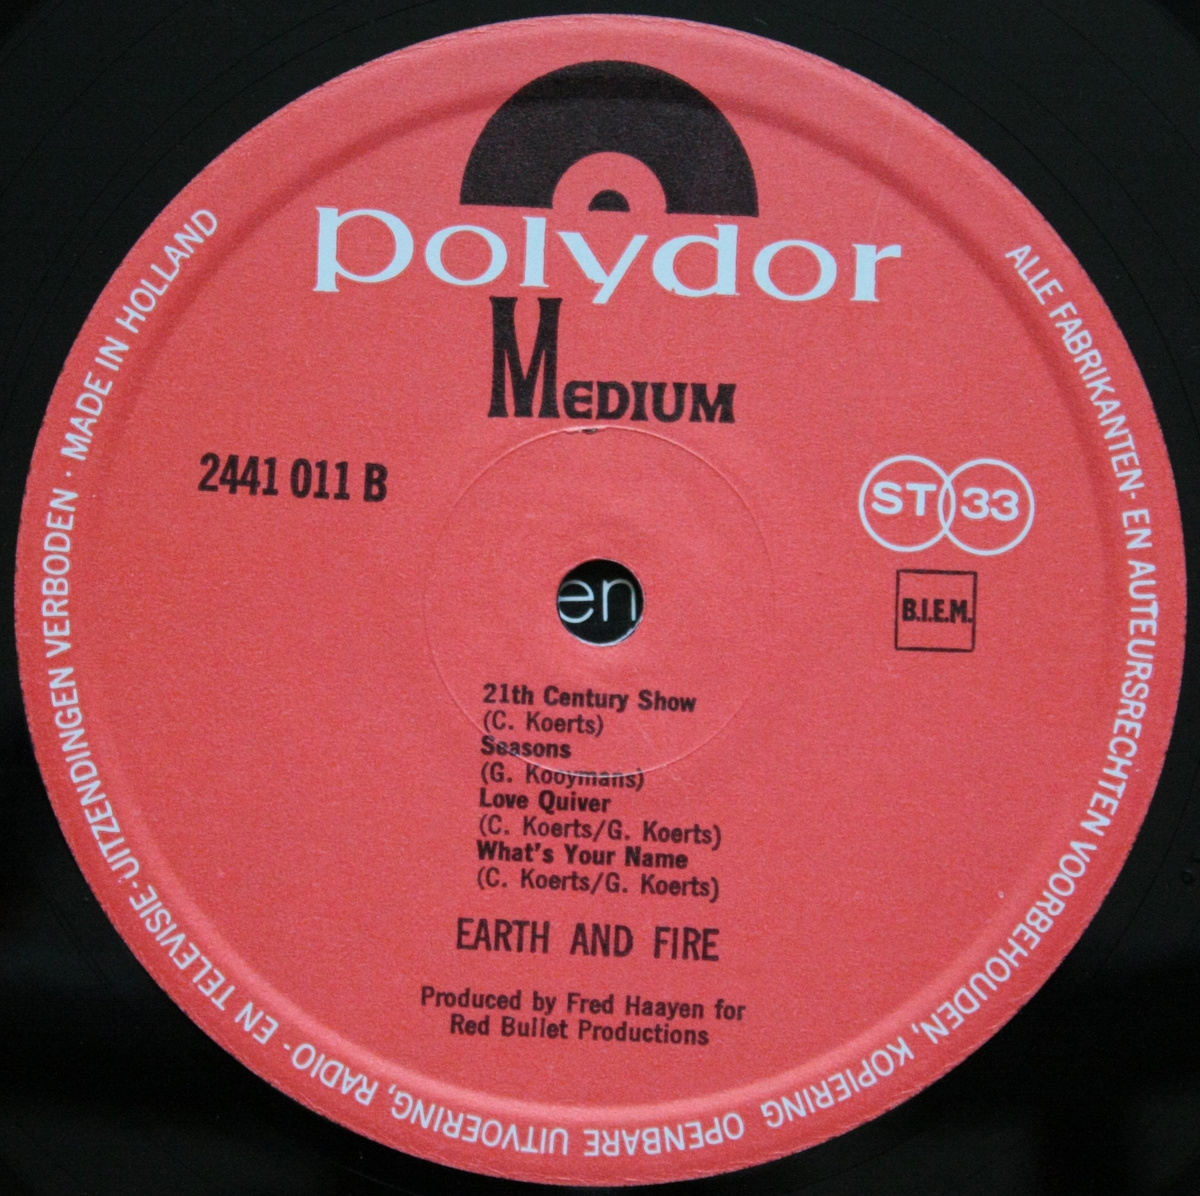 polydor
MEDIUM
2441 011 B
ST 33
B.I.E.M.
en
21th Century Show
(C. Koerts)
Seasons
(G. Kooymans)
Love Quiver
(C. Koerts/G. Koerts)
What's Your Name
(C. Koerts/G. Koerts)
EARTH AND FIRE
Produced by Fred Haayen for
Red Bullet Productions
ALLE FABRIKANTEN- EN AUTEURSRECHTEN VOORBEHOUDEN, KOPIERING OPENBARE UITVOERING, RADIO- EN TELEVISIE-UITZENDINGEN VERBODEN · MADE IN HOLLAND